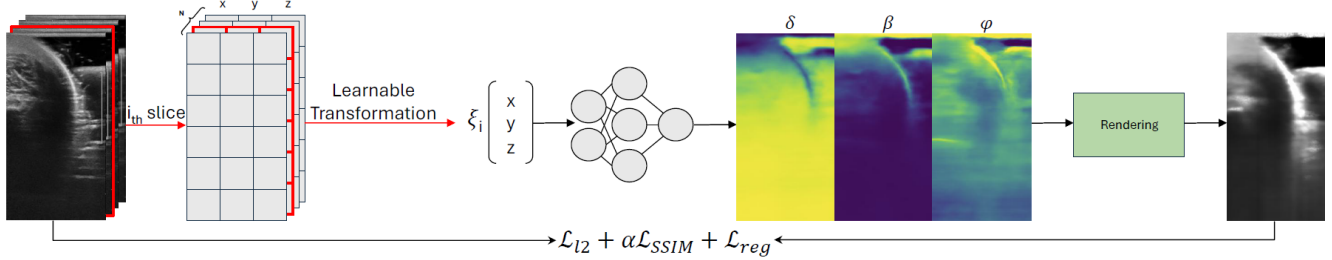 N
x y z
i_th slice
Learnable
Transformation
ξ_i
x
y
z
δ β φ
Rendering
ℒ_l2 + αℒ_SSIM + ℒ_reg